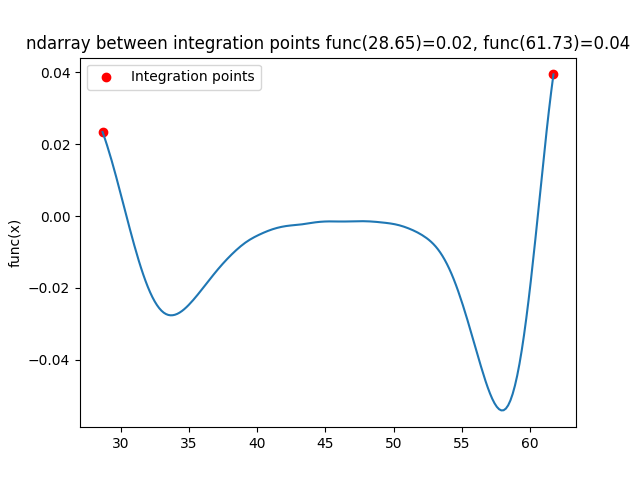 ndarray between integration points func(28.65)=0.02, func(61.73)=0.04
Integration points
func(x)
0.04
0.02
0.00
−0.02
−0.04
30 35 40 45 50 55 60